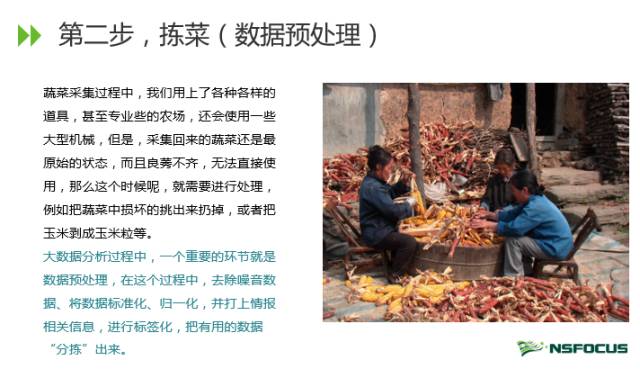 第二步，拣菜（数据预处理）
蔬菜采集过程中，我们用上了各种各样的
道具，甚至专业些的农场，还会使用一些
大型机械，但是，采集回来的蔬菜还是最
原始的状态，而且良莠不齐，无法直接使
用，那么这个时候呢，就需要进行处理，
例如把蔬菜中损坏的挑出来扔掉，或者把
玉米剥成玉米粒等。
大数据分析过程中，一个重要的环节就是
数据预处理，在这个过程中，去除噪音数
据、将数据标准化、归一化，并打上情报
相关信息，进行标签化，把有用的数据
“分拣”出来。
NSFOCUS